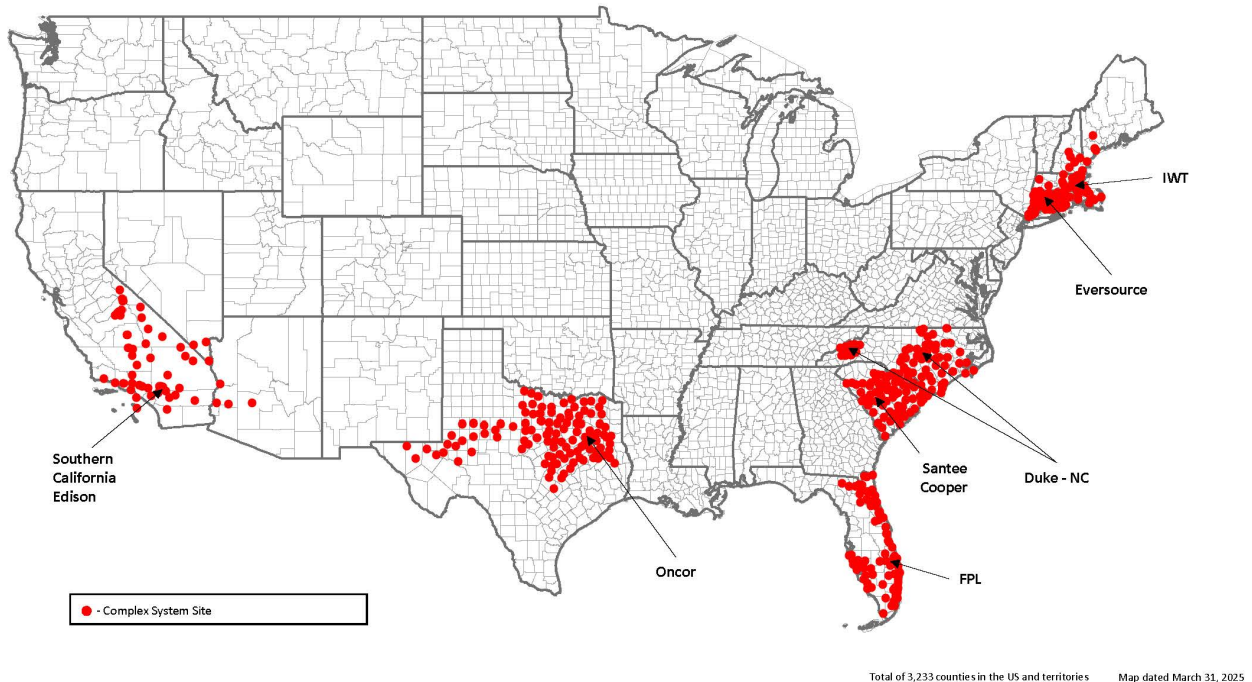 IWT
Eversource
Southern
California
Edison
Santee
Cooper
Duke - NC
Oncor
FPL
- Complex System Site
Total of 3,233 counties in the US and territories Map dated March 31, 2025